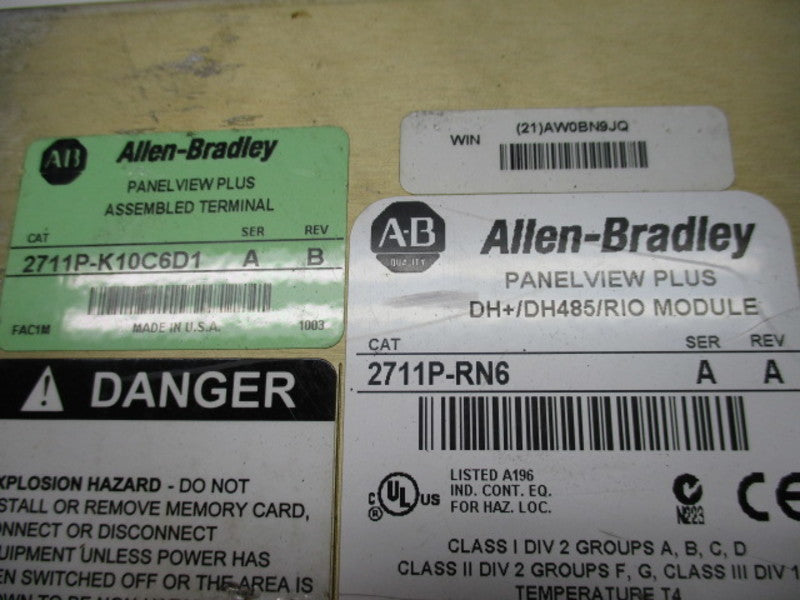 AB Allen-Bradley
PANELVIEW PLUS
ASSEMBLED TERMINAL
CAT SER REV
2711P-K10C6D1 A B
FAC1M MADE IN U.S.A. 1003
WIN (21)AW0BN9JQ
A-B
QUALITY
Allen-Bradley
PANELVIEW PLUS
DH+/DH485/RIO MODULE
CAT SER REV
2711P-RN6 A A
C UL US
®
LISTED A196
IND. CONT. EQ.
FOR HAZ. LOC.
N223
CE
CLASS I DIV 2 GROUPS A, B, C, D
CLASS II DIV 2 GROUPS F, G, CLASS III DIV 1
TEMPERATURE T4
DANGER
XPLOSION HAZARD - DO NOT
STALL OR REMOVE MEMORY CARD,
ONNECT OR DISCONNECT
QUIPMENT UNLESS POWER HAS
EN SWITCHED OFF OR THE AREA IS